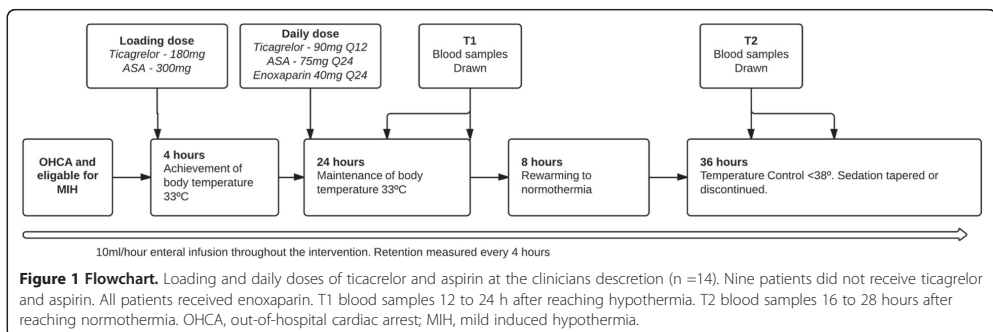 Loading dose
Ticagrelor - 180mg
ASA - 300mg
Daily dose
Ticagrelor - 90mg Q12
ASA - 75mg Q24
Enoxaparin 40mg Q24
T1
Blood samples
Drawn
T2
Blood samples
Drawn
OHCA and
eligable for
MIH
4 hours
Achievement of
body temperature
33ºC
24 hours
Maintenance of body
temperature 33ºC
8 hours
Rewarming to
normothermia
36 hours
Temperature Control <38º. Sedation tapered or
discontinued.
10ml/hour enteral infusion throughout the intervention. Retention measured every 4 hours
Figure 1 Flowchart. Loading and daily doses of ticacrelor and aspirin at the clinicians descretion (n =14). Nine patients did not receive ticagrelor
and aspirin. All patients received enoxaparin. T1 blood samples 12 to 24 h after reaching hypothermia. T2 blood samples 16 to 28 hours after
reaching normothermia. OHCA, out-of-hospital cardiac arrest; MIH, mild induced hypothermia.